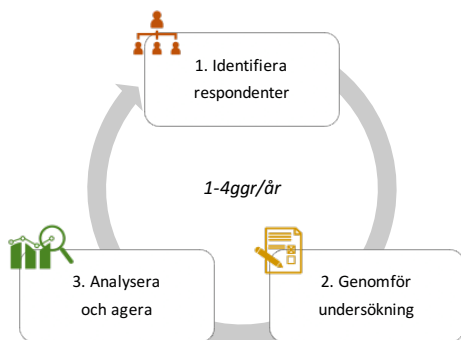 1. Identifiera
respondenter
1-4ggr/år
3. Analysera
och agera
2. Genomför
undersökning